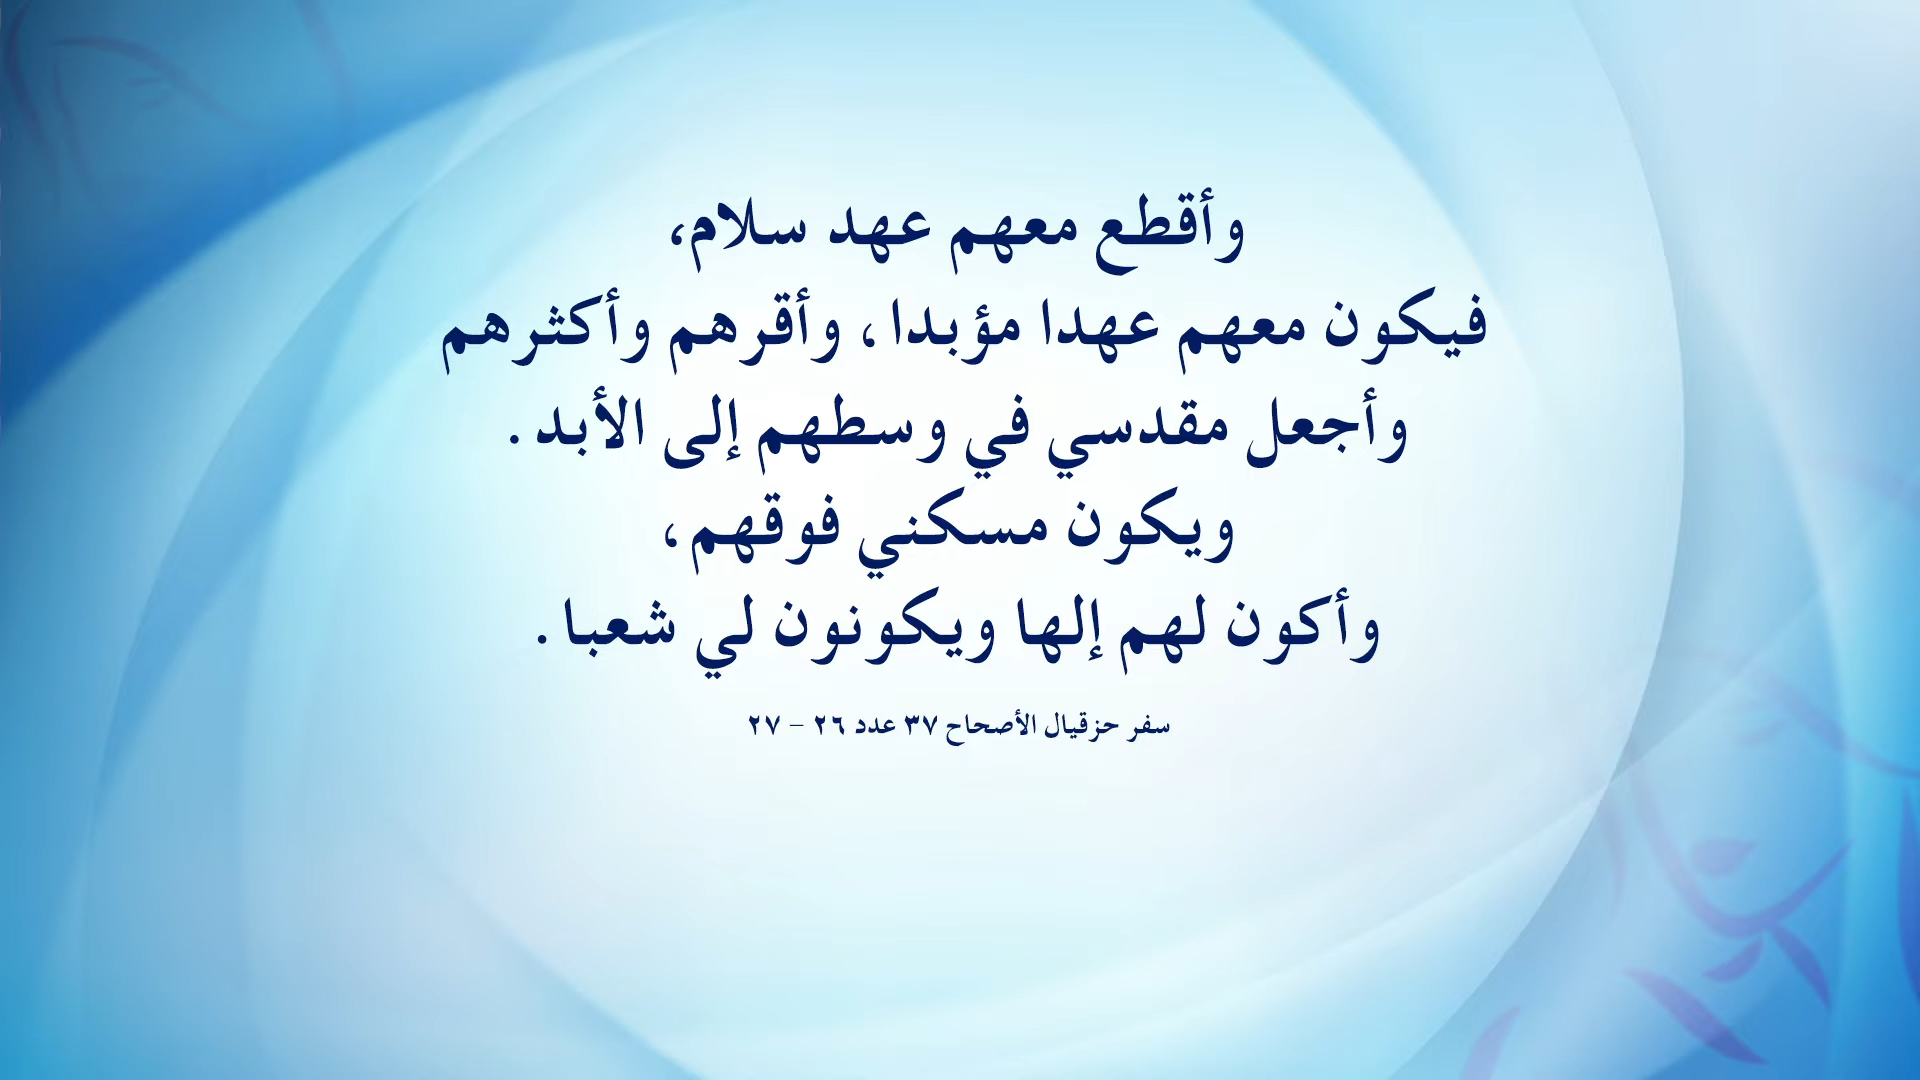 وأقطع معهم عهد سلام،
فيكون معهم عهدا مؤبدا، وأقرهم وأكثرهم
وأجعل مقدسي في وسطهم إلى الأبد.
ويكون مسكني فوقهم،
وأكون لهم إلها ويكونون لي شعبا.
سفر حزقيال الأصحاح ٣٧ عدد ٢٦ - ٢٧